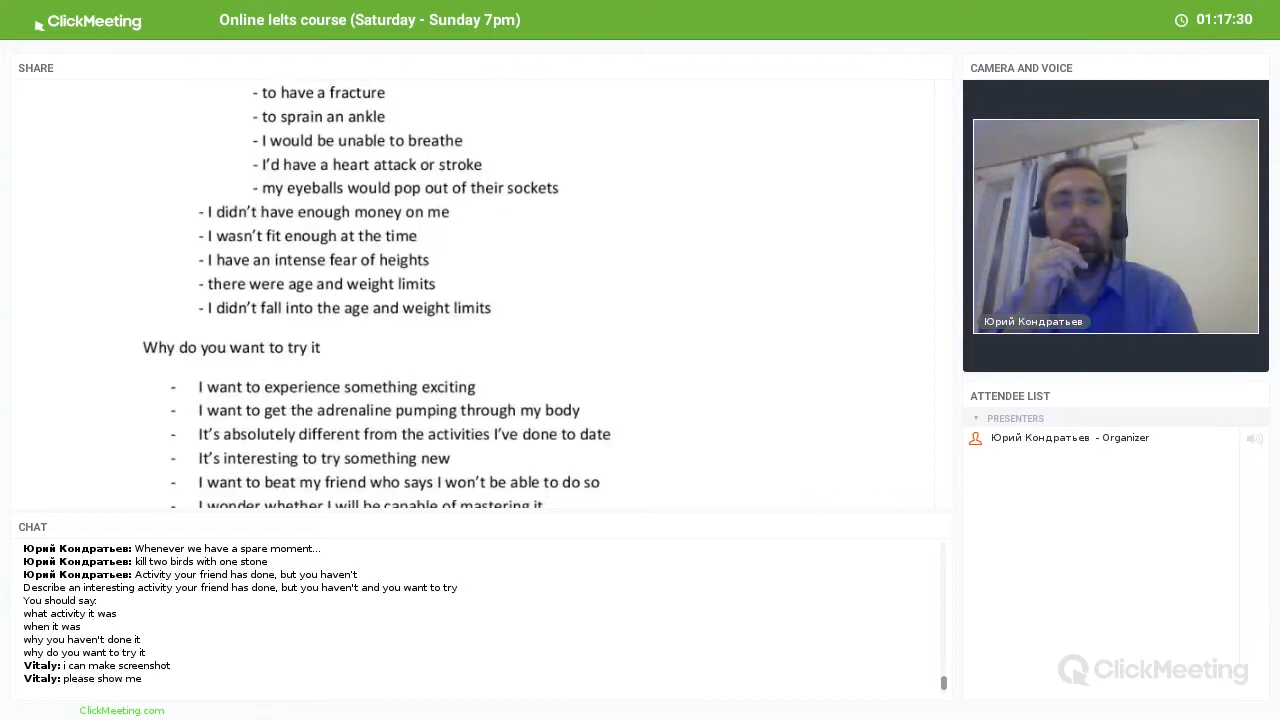 ClickMeeting
Online Ielts course (Saturday - Sunday 7pm)
01:17:30
SHARE
- to have a fracture
- to sprain an ankle
- I would be unable to breathe
- I'd have a heart attack or stroke
- my eyeballs would pop out of their sockets
- I didn't have enough money on me
- I wasn't fit enough at the time
- I have an intense fear of heights
- there were age and weight limits
- I didn't fall into the age and weight limits
Why do you want to try it
- I want to experience something exciting
- I want to get the adrenaline pumping through my body
- It's absolutely different from the activities I've done to date
- It's interesting to try something new
- I want to beat my friend who says I won't be able to do so
- I wonder whether I will be capable of mastering it
CAMERA AND VOICE
Юрий Кондратьев
ATTENDEE LIST
PRESENTERS
Юрий Кондратьев - Organizer
CHAT
Юрий Кондратьев: Whenever we have a spare moment...
Юрий Кондратьев: kill two birds with one stone
Юрий Кондратьев: Activity your friend has done, but you haven't
Describe an interesting activity your friend has done, but you haven't and you want to try
You should say:
what activity it was
when it was
why you haven't done it
why do you want to try it
Vitaly: i can make screenshot
Vitaly: please show me
ClickMeeting
ClickMeeting.com